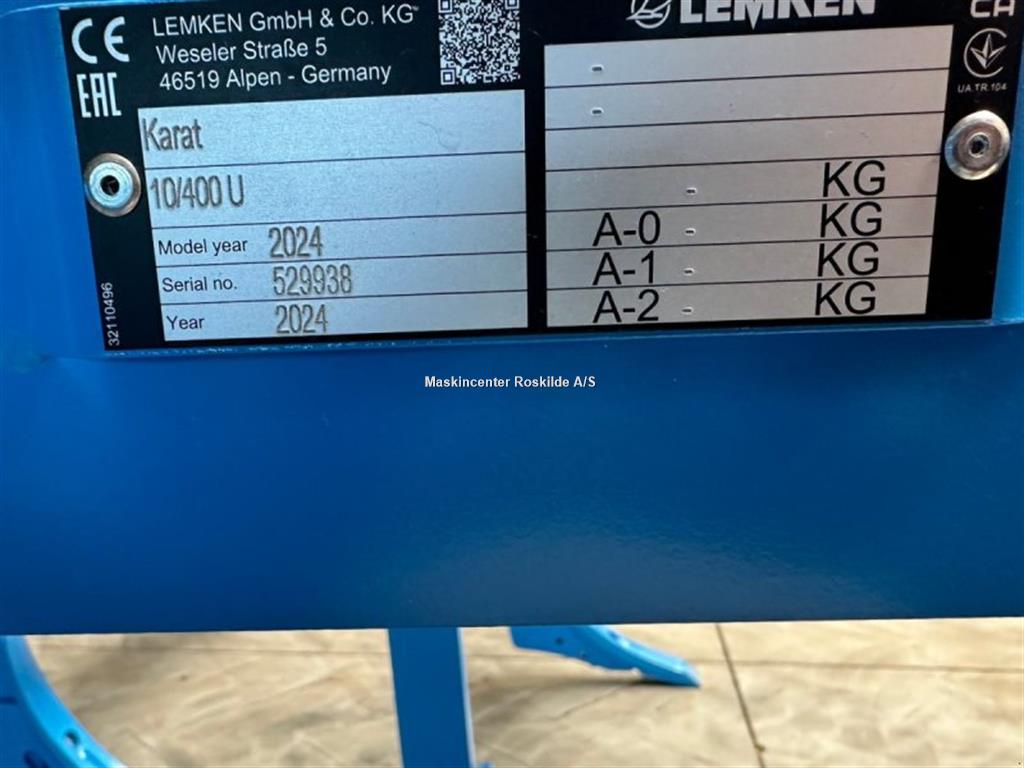 CE
EAC
LEMKEN GmbH & Co. KG
Weseler Straße 5
46519 Alpen - Germany
Karat
10/400 U
Model year 2024
Serial no. 529938
Year 2024
32110496
LEMKEN
-
-
- KG
A-0 - KG
A-1 - KG
A-2 - KG
UA.TR.104
Maskincenter Roskilde A/S